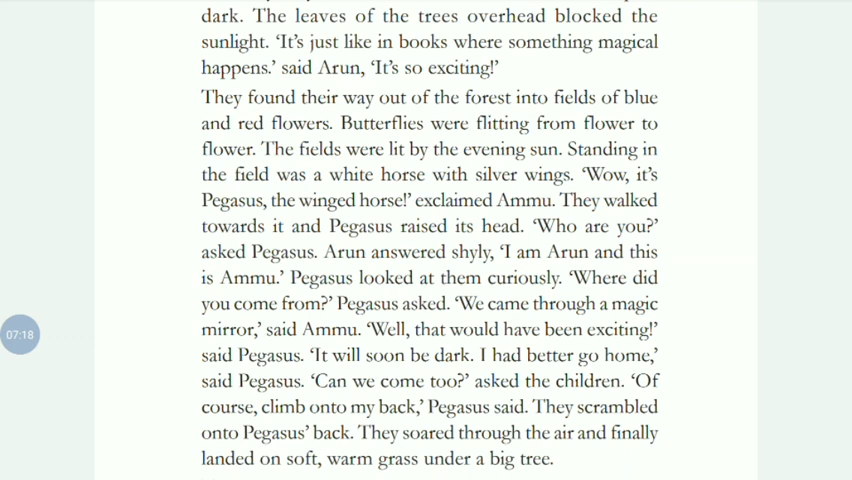 dark. The leaves of the trees overhead blocked the
sunlight. ‘It’s just like in books where something magical
happens.’ said Arun, ‘It’s so exciting!’
They found their way out of the forest into fields of blue
and red flowers. Butterflies were flitting from flower to
flower. The fields were lit by the evening sun. Standing in
the field was a white horse with silver wings. ‘Wow, it’s
Pegasus, the winged horse!’ exclaimed Ammu. They walked
towards it and Pegasus raised its head. ‘Who are you?’
asked Pegasus. Arun answered shyly, ‘I am Arun and this
is Ammu.’ Pegasus looked at them curiously. ‘Where did
you come from?’ Pegasus asked. ‘We came through a magic
mirror,’ said Ammu. ‘Well, that would have been exciting!’
said Pegasus. ‘It will soon be dark. I had better go home,’
said Pegasus. ‘Can we come too?’ asked the children. ‘Of
course, climb onto my back,’ Pegasus said. They scrambled
onto Pegasus’ back. They soared through the air and finally
landed on soft, warm grass under a big tree.
07:18